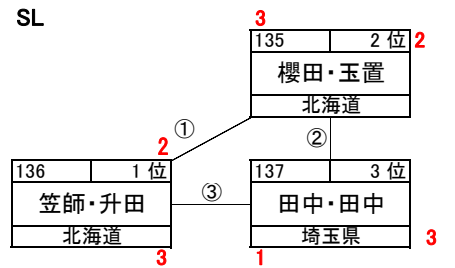 SL
3
135 2 位 2
櫻田・玉置
北海道
①
②
2
136 1 位
笠師・升田
北海道
3
③
137 3 位
田中・田中
埼玉県 3
1